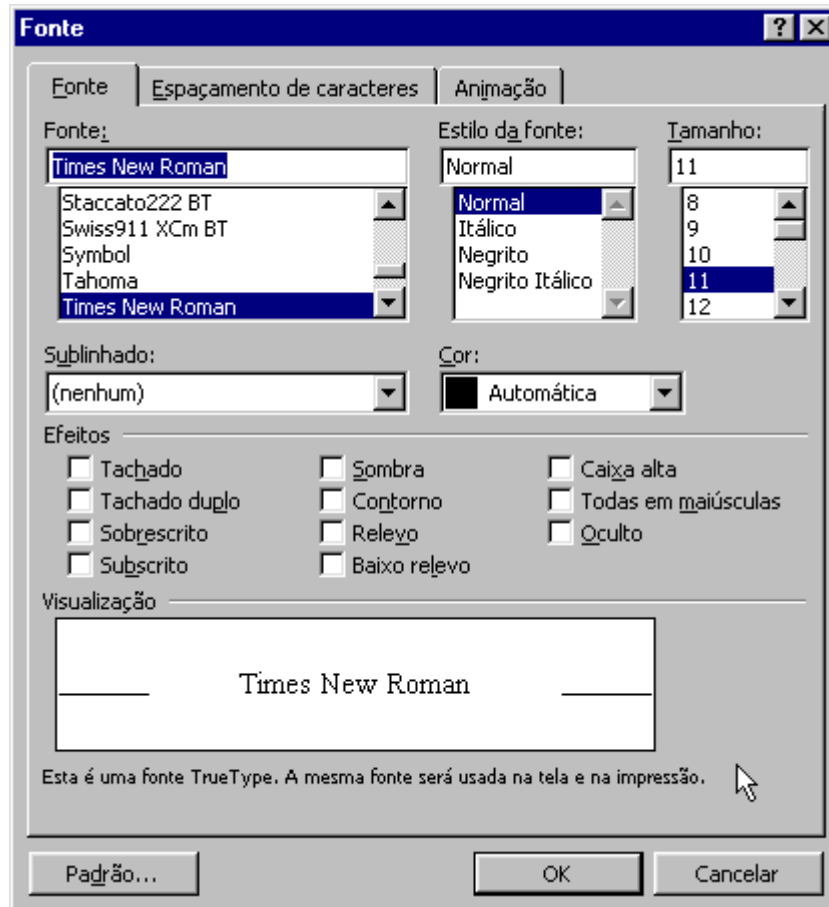 Fonte
Fonte Espaçamento de caracteres Animação
Fonte: Estilo da fonte: Tamanho:
Times New Roman Normal 11
Staccato222 BT Normal 8
Swiss911 XCm BT Itálico 9
Symbol Negrito 10
Tahoma Negrito Itálico 11
Times New Roman 12
Sublinhado: Cor:
(nenhum) Automática
Efeitos
Tachado Sombra Caixa alta
Tachado duplo Contorno Todas em maiúsculas
Sobrescrito Relevo Oculto
Subscrito Baixo relevo
Visualização
Times New Roman
Esta é uma fonte TrueType. A mesma fonte será usada na tela e na impressão.
Padrão... OK Cancelar